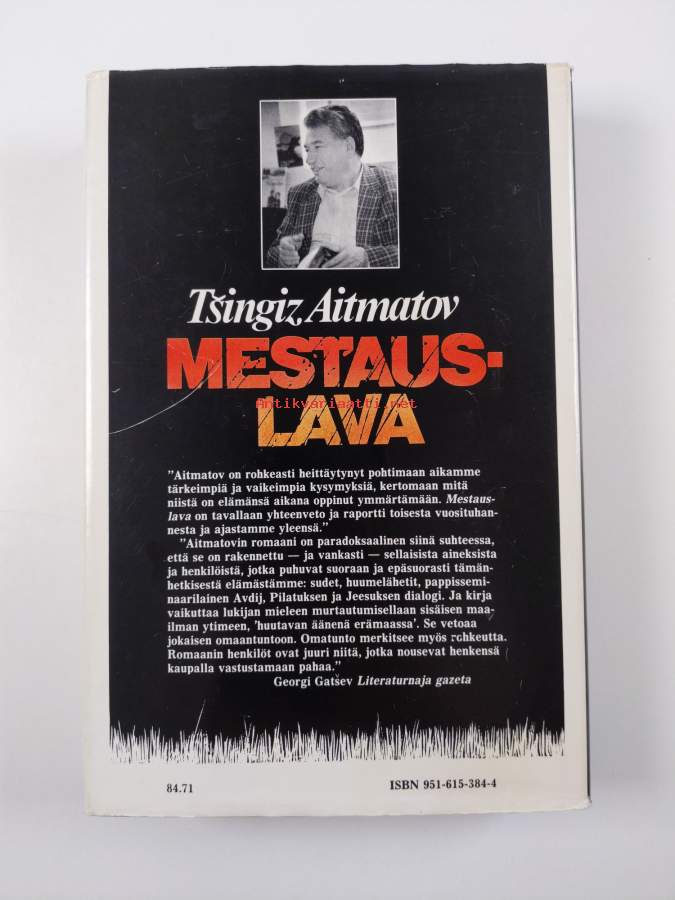 Tšingiz Aitmatov
MESTAUS-
Antikvariaatti.net
LAVA
"Aitmatov on rohkeasti heittäytynyt pohtimaan aikamme
tärkeimpiä ja vaikeimpia kysymyksiä, kertomaan mitä
niistä on elämänsä aikana oppinut ymmärtämään. Mestaus-
lava on tavallaan yhteenveto ja raportti toisesta vuosituhan-
nesta ja ajastamme yleensä."
"Aitmatovin romaani on paradoksaalinen siinä suhteessa,
että se on rakennettu — ja vankasti — sellaisista aineksista
ja henkilöistä, jotka puhuvat suoraan ja epäsuorasti tämän-
hetkisestä elämästämme: sudet, huumelähetit, pappissemi-
naarilainen Avdij, Pilatuksen ja Jeesuksen dialogi. Ja kirja
vaikuttaa lukijan mieleen murtautumisellaan sisäisen maa-
ilman ytimeen, 'huutavan äänenä erämaassa'. Se vetoaa
jokaisen omaantuntoon. Omatunto merkitsee myös rohkeutta.
Romaanin henkilöt ovat juuri niitä, jotka nousevat henkensä
kaupalla vastustamaan pahaa."
Georgi Gatšev Literaturnaja gazeta
84.71
ISBN 951-615-384-4